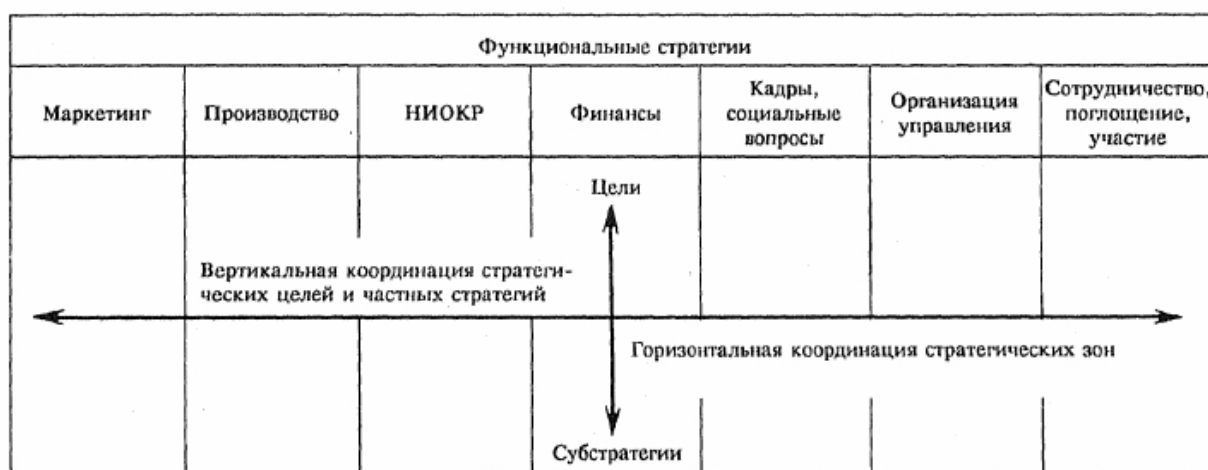 Функциональные стратегии
Маркетинг
Производство
НИОКР
Финансы
Кадры,
социальные
вопросы
Организация
управления
Сотрудничество,
поглощение,
участие
Цели
Вертикальная координация стратеги-
ческих целей и частных стратегий
Горизонтальная координация стратегических зон
Субстратегии